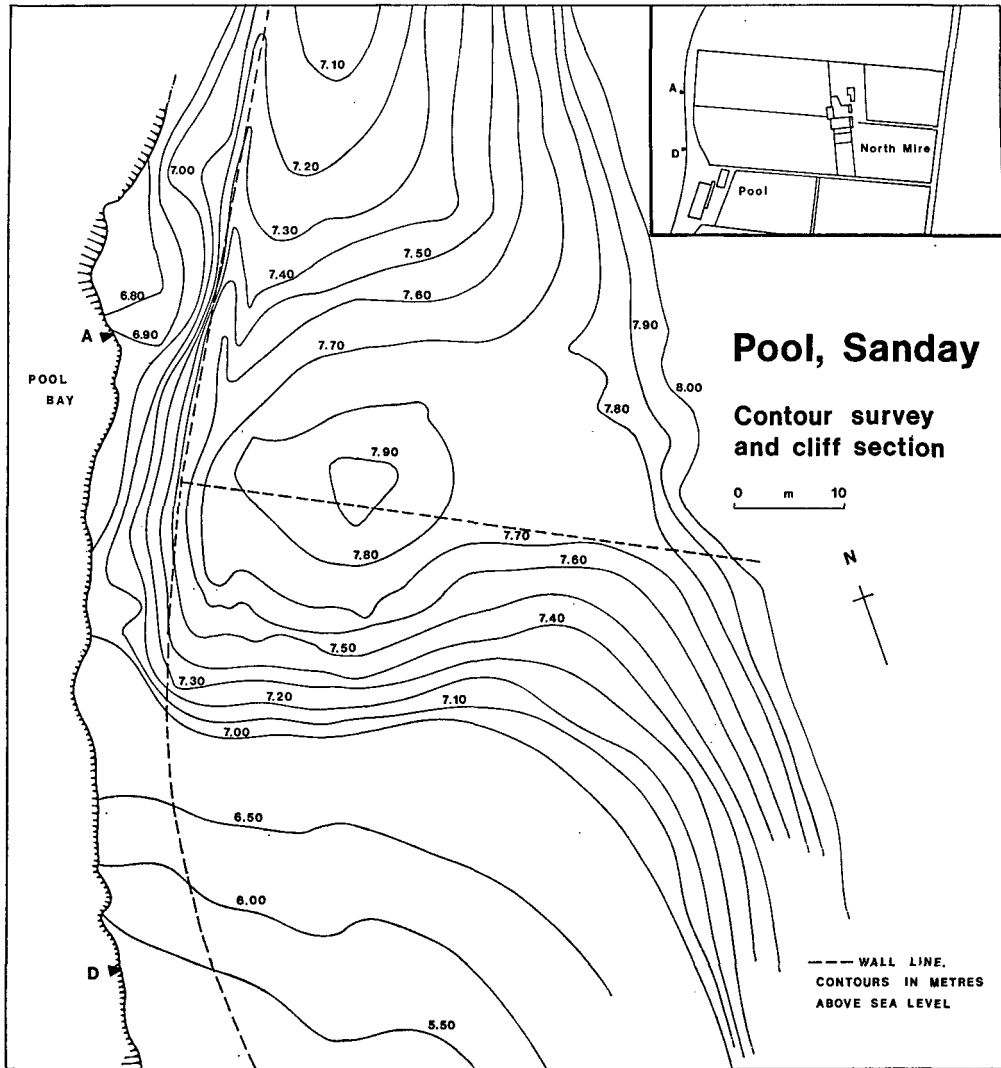 7.10
7.00
7.20
7.30
7.40
7.50
7.60
7.70
6.80
6.90
A
POOL
BAY
7.90
7.80
7.90
7.80
8.00
7.70
7.60
7.50
7.40
7.30
7.20
7.10
7.00
6.50
6.00
D
5.50
A
D
North Mire
Pool
Pool, Sanday
Contour survey
and cliff section
0 m 10
N
WALL LINE.
CONTOURS IN METRES
ABOVE SEA LEVEL